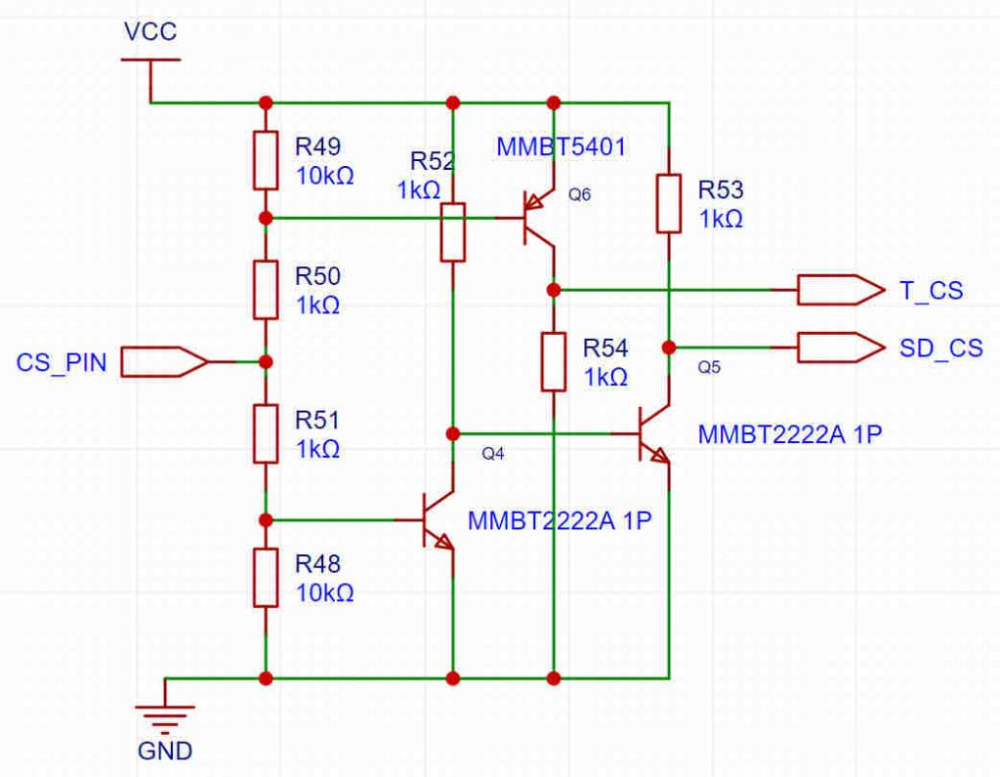 VCC
R49
10kΩ
R52
1kΩ
MMBT5401
Q6
R53
1kΩ
R50
1kΩ
T_CS
CS_PIN
R54
1kΩ
SD_CS
Q5
R51
1kΩ
Q4
MMBT2222A 1P
MMBT2222A 1P
R48
10kΩ
GND